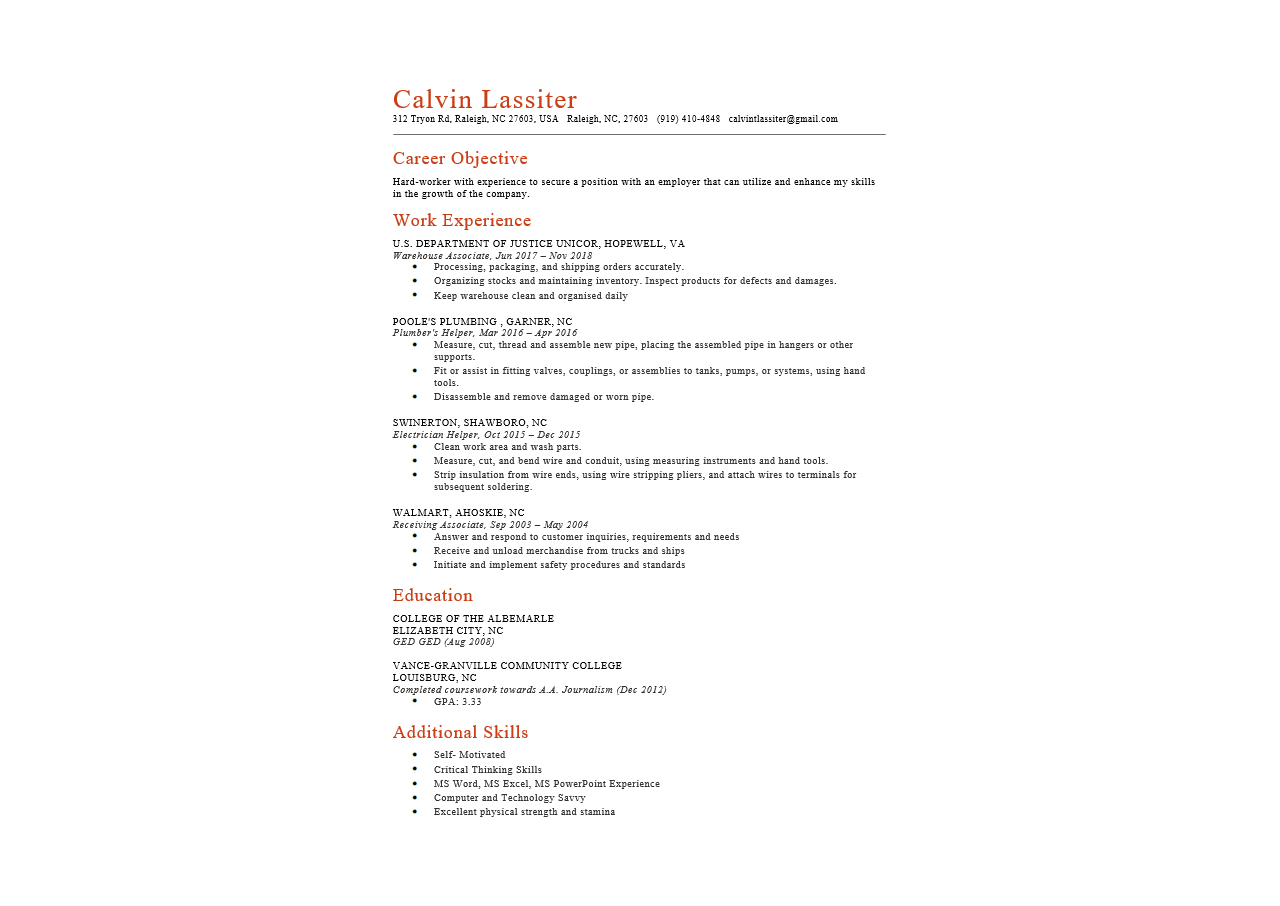 Calvin Lassiter
312 Tryon Rd, Raleigh, NC 27603, USA Raleigh, NC, 27603 (919) 410-4848 calvintlassiter@gmail.com
Career Objective
Hard-worker with experience to secure a position with an employer that can utilize and enhance my skills
in the growth of the company.
Work Experience
U.S. DEPARTMENT OF JUSTICE UNICOR, HOPEWELL, VA
Warehouse Associate, Jun 2017 – Nov 2018
• Processing, packaging, and shipping orders accurately.
• Organizing stocks and maintaining inventory. Inspect products for defects and damages.
• Keep warehouse clean and organised daily
POOLE'S PLUMBING , GARNER, NC
Plumber's Helper, Mar 2016 – Apr 2016
• Measure, cut, thread and assemble new pipe, placing the assembled pipe in hangers or other
supports.
• Fit or assist in fitting valves, couplings, or assemblies to tanks, pumps, or systems, using hand
tools.
• Disassemble and remove damaged or worn pipe.
SWINERTON, SHAWBORO, NC
Electrician Helper, Oct 2015 – Dec 2015
• Clean work area and wash parts.
• Measure, cut, and bend wire and conduit, using measuring instruments and hand tools.
• Strip insulation from wire ends, using wire stripping pliers, and attach wires to terminals for
subsequent soldering.
WALMART, AHOSKIE, NC
Receiving Associate, Sep 2003 – May 2004
• Answer and respond to customer inquiries, requirements and needs
• Receive and unload merchandise from trucks and ships
• Initiate and implement safety procedures and standards
Education
COLLEGE OF THE ALBEMARLE
ELIZABETH CITY, NC
GED GED (Aug 2008)
VANCE-GRANVILLE COMMUNITY COLLEGE
LOUISBURG, NC
Completed coursework towards A.A. Journalism (Dec 2012)
• GPA: 3.33
Additional Skills
• Self- Motivated
• Critical Thinking Skills
• MS Word, MS Excel, MS PowerPoint Experience
• Computer and Technology Savvy
• Excellent physical strength and stamina